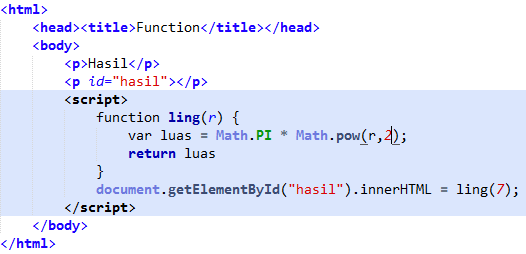 <html>
<head><title>Function</title></head>
<body>
<p>Hasil</p>
<p id="hasil"></p>
<script>
function ling(r) {
var luas = Math.PI * Math.pow(r,2);
return luas
}
document.getElementById("hasil").innerHTML = ling(7);
</script>
</body>
</html>